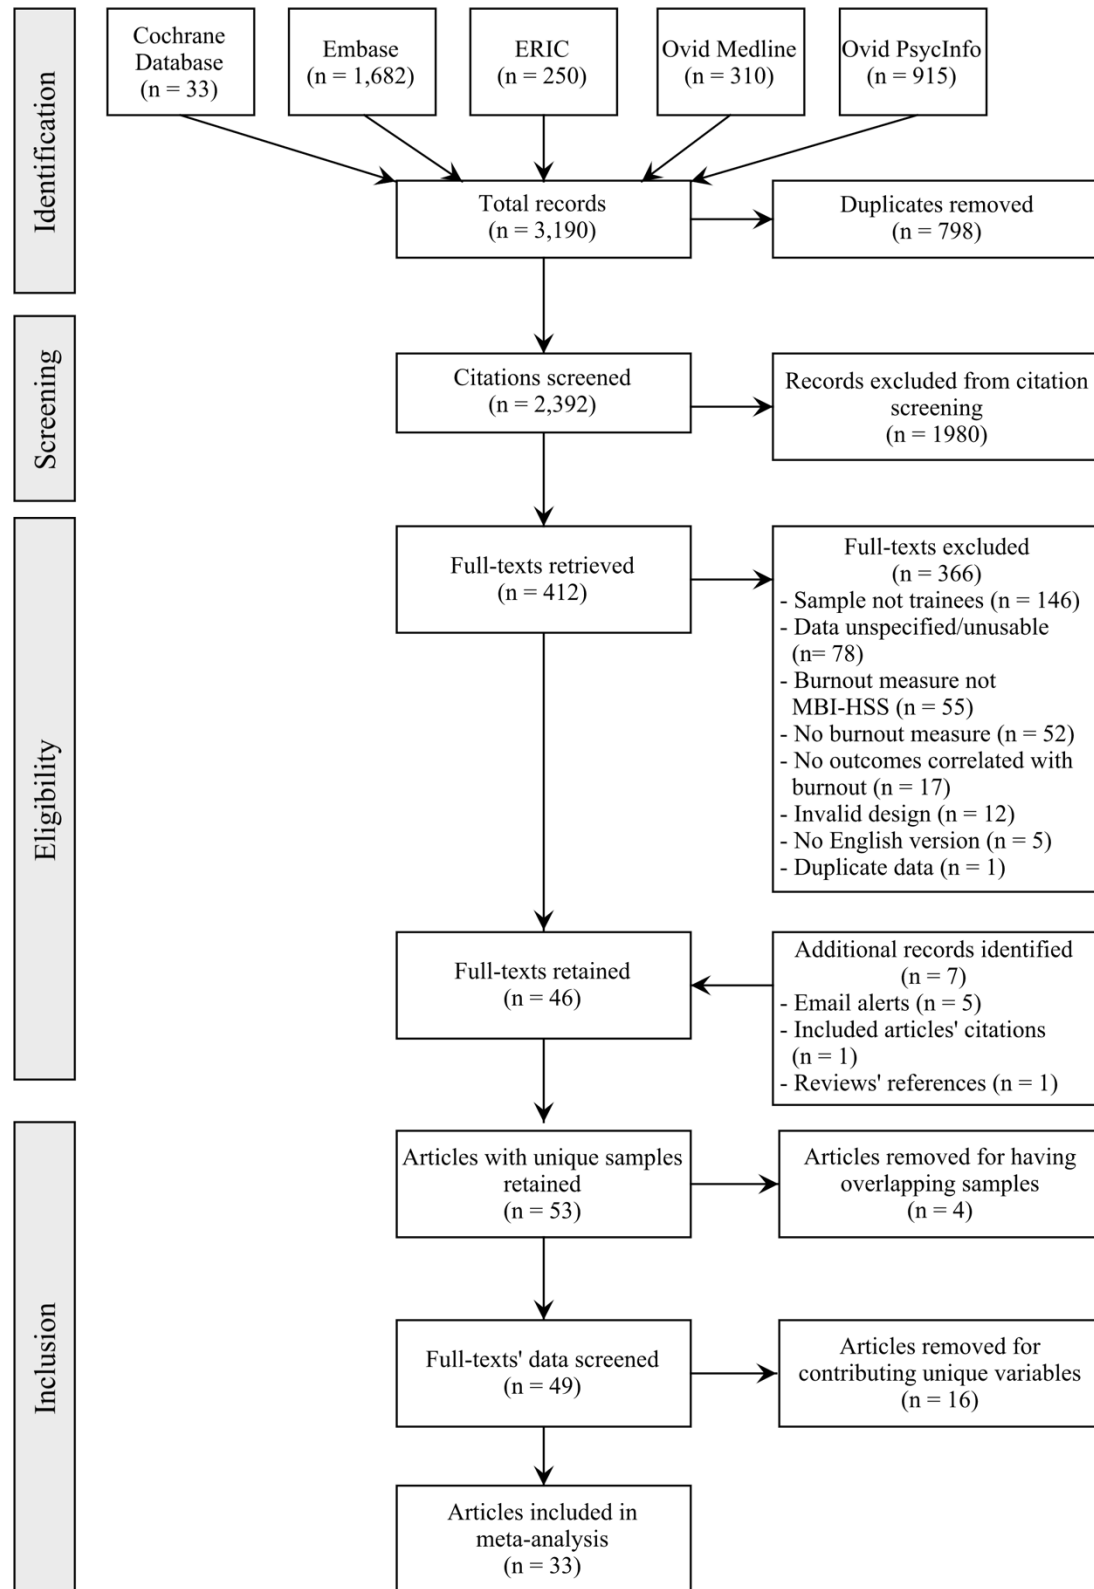 Identification
Cochrane
Database
(n = 33)
Embase
(n = 1,682)
ERIC
(n = 250)
Ovid Medline
(n = 310)
Ovid PsycInfo
(n = 915)
Total records
(n = 3,190)
Duplicates removed
(n = 798)
Screening
Citations screened
(n = 2,392)
Records excluded from citation
screening
(n = 1980)
Eligibility
Full-texts retrieved
(n = 412)
Full-texts excluded
(n = 366)
- Sample not trainees (n = 146)
- Data unspecified/unusable
(n= 78)
- Burnout measure not
MBI-HSS (n = 55)
- No burnout measure (n = 52)
- No outcomes correlated with
burnout (n = 17)
- Invalid design (n = 12)
- No English version (n = 5)
- Duplicate data (n = 1)
Full-texts retained
(n = 46)
Additional records identified
(n = 7)
- Email alerts (n = 5)
- Included articles' citations
(n = 1)
- Reviews' references (n = 1)
Inclusion
Articles with unique samples
retained
(n = 53)
Articles removed for having
overlapping samples
(n = 4)
Full-texts' data screened
(n = 49)
Articles removed for
contributing unique variables
(n = 16)
Articles included in
meta-analysis
(n = 33)